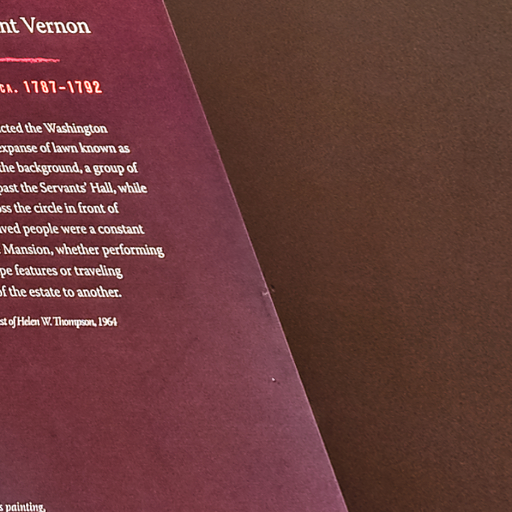 nt Vernon
CA. 1787–1792
cted the Washington
expanse of lawn known as
the background, a group of
past the Servants' Hall, while
ss the circle in front of
ved people were a constant
Mansion, whether performing
pe features or traveling
of the estate to another.
st of Helen W. Thompson, 1964
s painting,